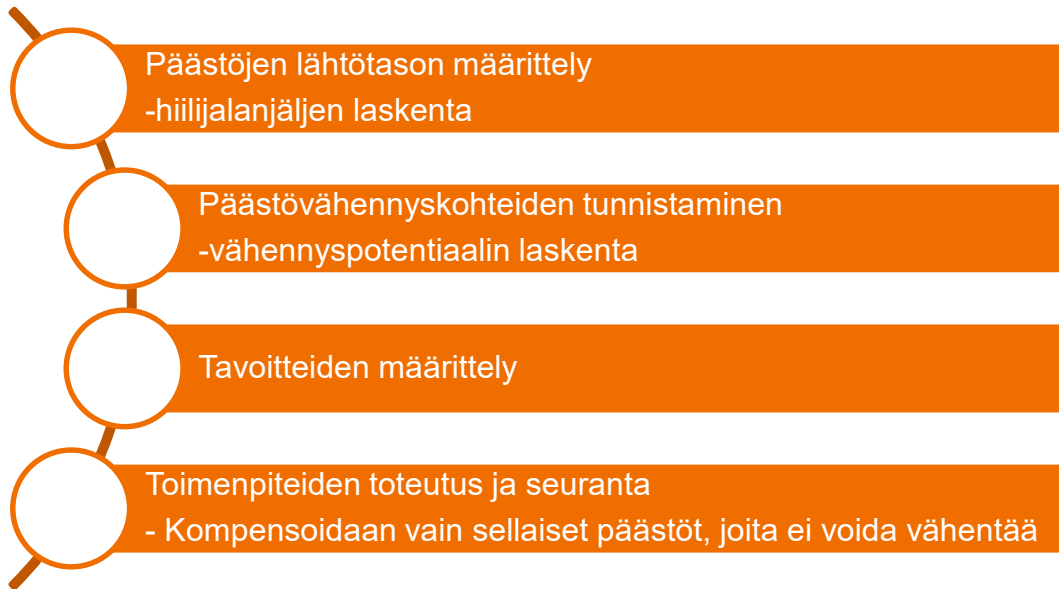 Päästöjen lähtötason määrittely
-hiilijalanjäljen laskenta
Päästövähennyskohteiden tunnistaminen
-vähennyspotentiaalin laskenta
Tavoitteiden määrittely
Toimenpiteiden toteutus ja seuranta
- Kompensoidaan vain sellaiset päästöt, joita ei voida vähentää